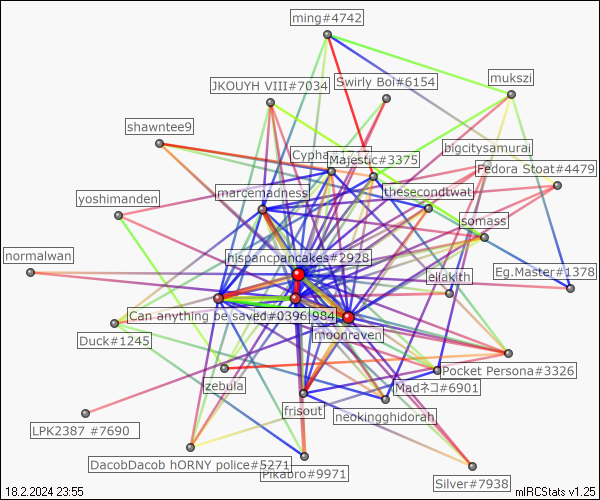 ming#4742
JKOUYH VIII#7034
Swirly Boi#6154
mukszi
shawntee9
bigcitysamurai
Majestic#3375
Fedora Stoat#4479
marcemadness
thesecondtwat
yoshimanden
somass
hispancpancakes#2928
normalwan
eliakith
Eg.Master#1378
Can anything be saved#0396
moonraven
Duck#1245
Pocket Persona#3326
zebula
Madネコ#6901
frisout
neokingghidorah
LPK2387 #7690
DacobDacob hORNY police#5271
Pikabro#9971
Silver#7938
18.2.2024 23:55
mIRCStats v1.25